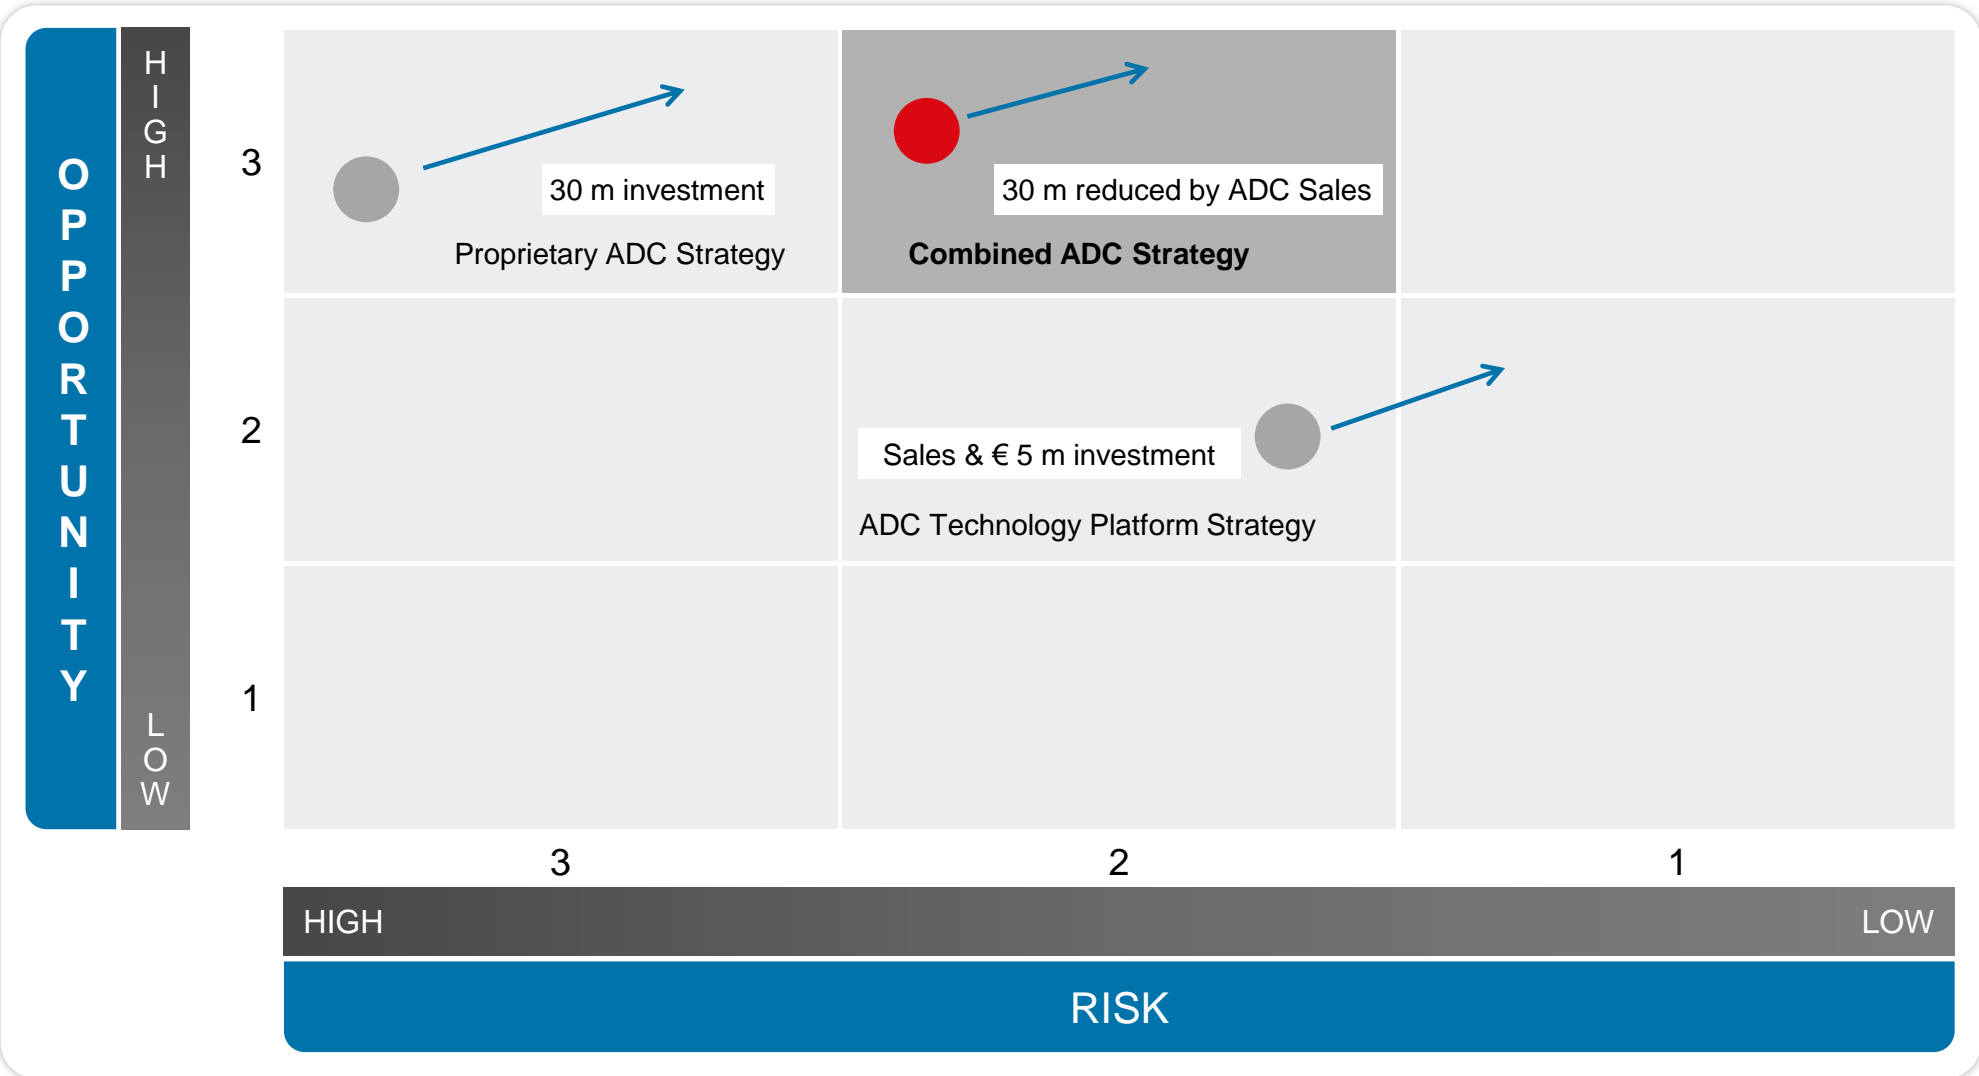 OPPORTUNITY
HIGH
LOW
3
30 m investment
30 m reduced by ADC Sales
Proprietary ADC Strategy
Combined ADC Strategy
2
Sales & € 5 m investment
ADC Technology Platform Strategy
1
3
2
1
HIGH
LOW
RISK